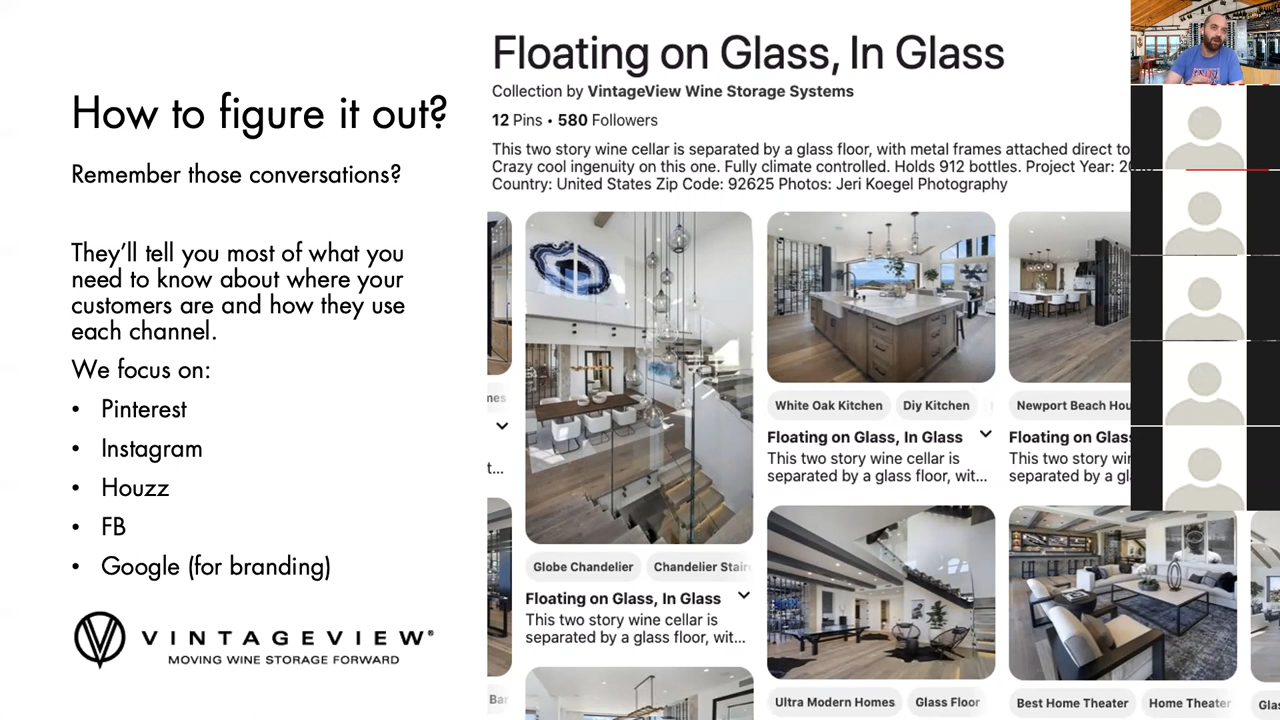 How to figure it out?
Remember those conversations?
They'll tell you most of what you
need to know about where your
customers are and how they use
each channel.
We focus on:
• Pinterest
• Instagram
• Houzz
• FB
• Google (for branding)
VINTAGEVIEW®
MOVING WINE STORAGE FORWARD
Floating on Glass, In Glass
Collection by VintageView Wine Storage Systems
12 Pins • 580 Followers
This two story wine cellar is separated by a glass floor, with metal frames attached direct to
Crazy cool ingenuity on this one. Fully climate controlled. Holds 912 bottles. Project Year:
Country: United States Zip Code: 92625 Photos: Jeri Koegel Photography
mes
t...
Bar
Globe Chandelier Chandelier Stair
Floating on Glass, In Glass
This two story wine cellar is
separated by a glass floor, wit...
White Oak Kitchen Diy Kitchen
Floating on Glass, In Glass
This two story wine cellar is
separated by a glass floor, wit...
Ultra Modern Homes Glass Floor
Newport Beach Hou
Floating on Glass
This two story wi
separated by a gl
Best Home Theater Home Theater
Glas